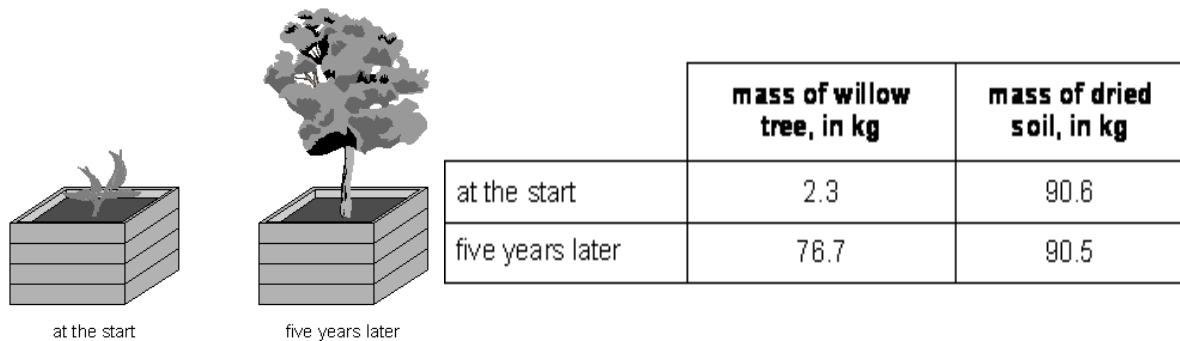 mass of willow
tree, in kg
mass of dried
soil, in kg
at the start
2.3
90.6
five years later
76.7
90.5
at the start
five years later